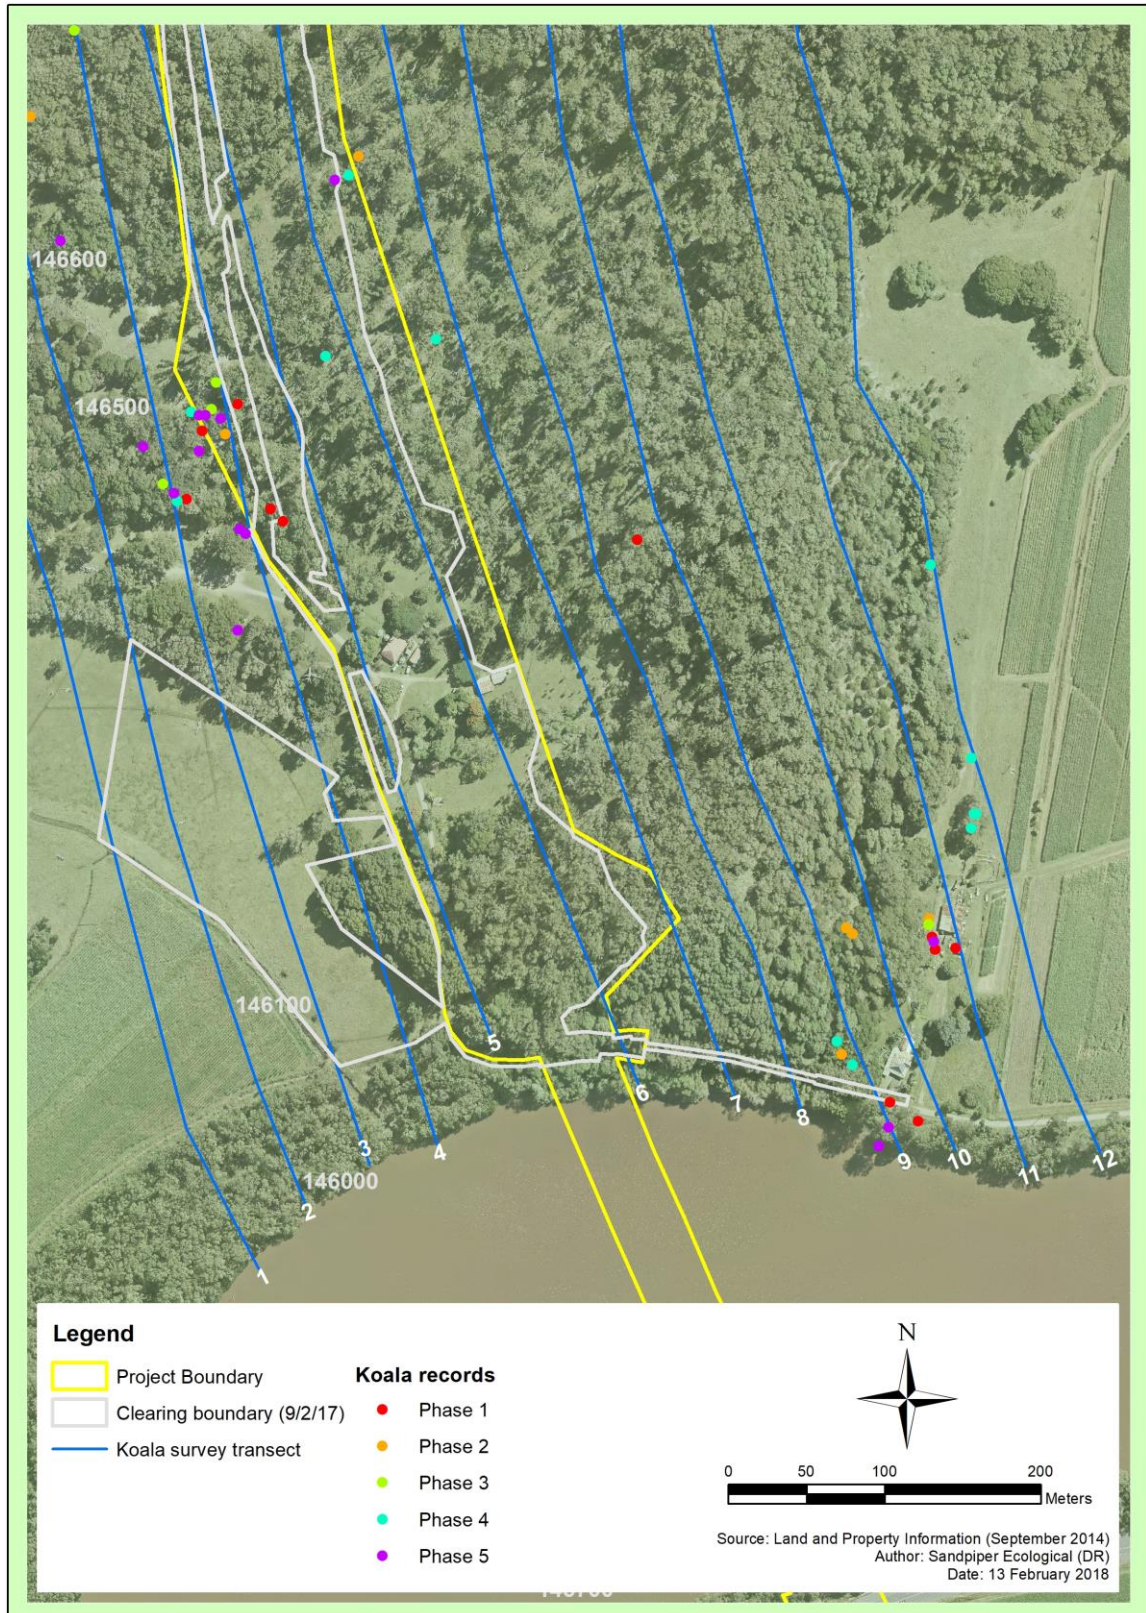 146600
146500
146100
5
6
7
8
3
4
146000
9
10
11
12
2
1
Legend
Project Boundary
Clearing boundary (9/2/17)
Koala survey transect
Koala records
Phase 1
Phase 2
Phase 3
Phase 4
Phase 5
N
0 50 100 200
Meters
Source: Land and Property Information (September 2014)
Author: Sandpiper Ecological (DR)
Date: 13 February 2018